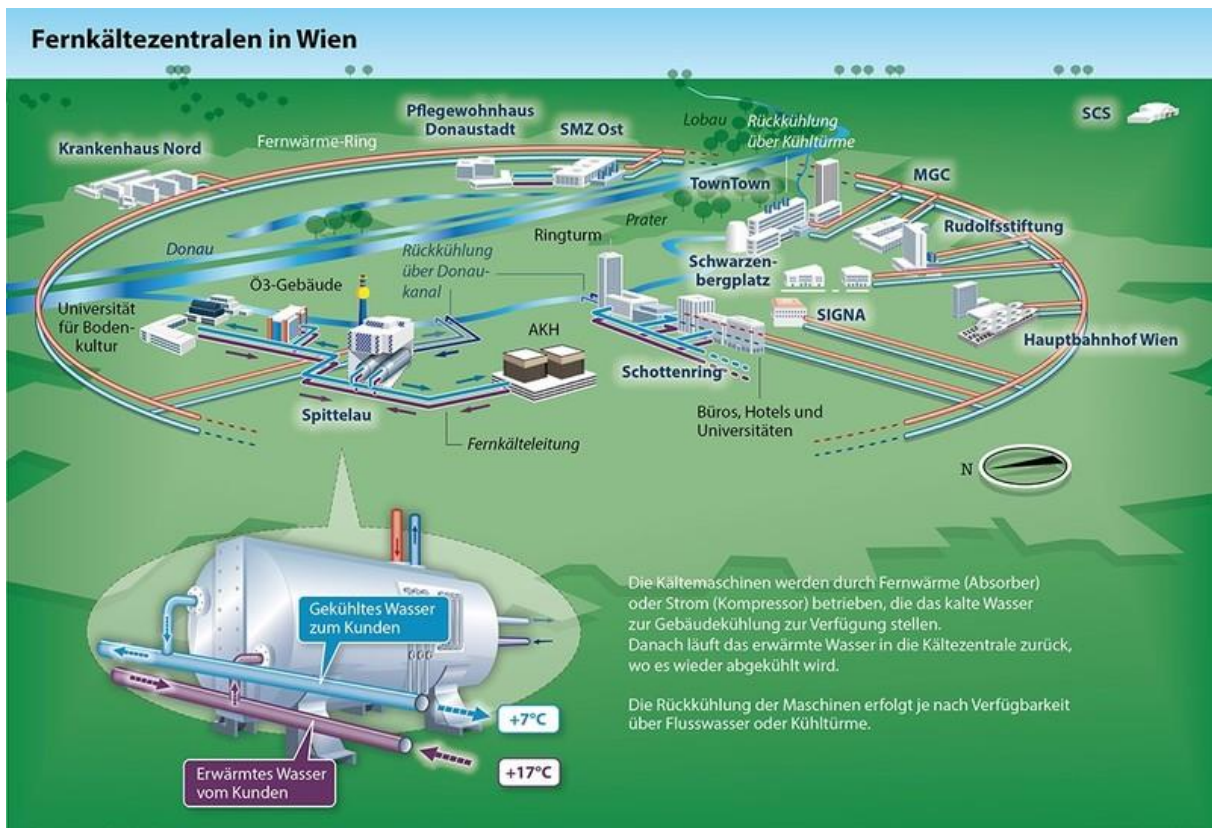 Fernkältezentralen in Wien
Pflegewohnhaus
Donaustadt
SMZ Ost
Lobau
Rückkühlung
über Kühltürme
SCS
Krankenhaus Nord
Fernwärme-Ring
TownTown
MGC
Prater
Rudolfsstiftung
Donau
Ringturm
Rückkühlung
über Donau-
kanal
Schwarzen-
bergplatz
Ö3-Gebäude
Universität
für Boden-
kultur
AKH
SIGNA
Hauptbahnhof Wien
Schottenring
Spittelau
Büros, Hotels und
Universitäten
Fernkälteleitung
N
Gekühltes Wasser
zum Kunden
+7°C
Erwärmtes Wasser
vom Kunden
+17°C
Die Kältemaschinen werden durch Fernwärme (Absorber)
oder Strom (Kompressor) betrieben, die das kalte Wasser
zur Gebäudekühlung zur Verfügung stellen.
Danach läuft das erwärmte Wasser in die Kältezentrale zurück,
wo es wieder abgekühlt wird.
Die Rückkühlung der Maschinen erfolgt je nach Verfügbarkeit
über Flusswasser oder Kühltürme.